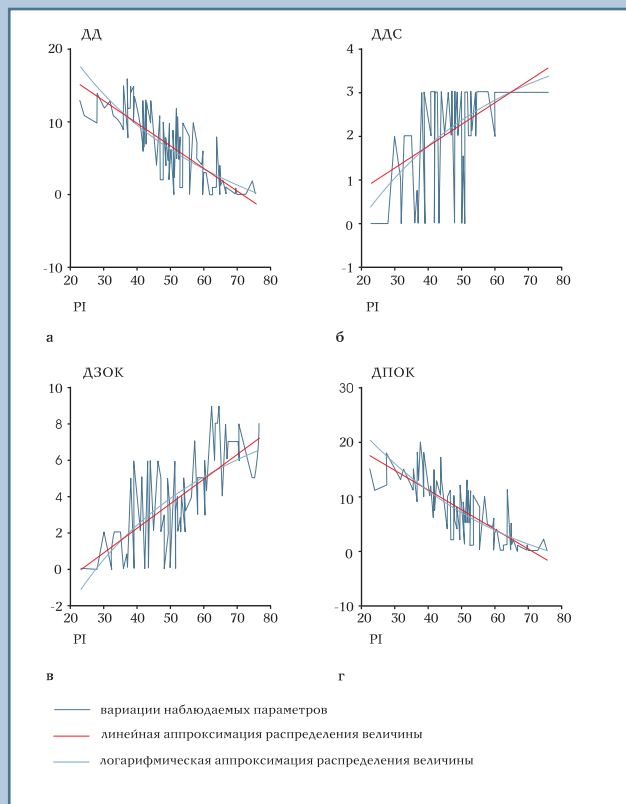 ДД
20
10
0
-10
20 30 40 50 60 70 80
PI
а
ДДС
4
3
2
1
0
-1
20 30 40 50 60 70 80
PI
б
ДЗОК
10
8
6
4
2
0
-2
20 30 40 50 60 70 80
PI
в
ДПОК
30
20
10
0
-10
20 30 40 50 60 70 80
PI
г
вариации наблюдаемых параметров
линейная аппроксимация распределения величины
логарифмическая аппроксимация распределения величины